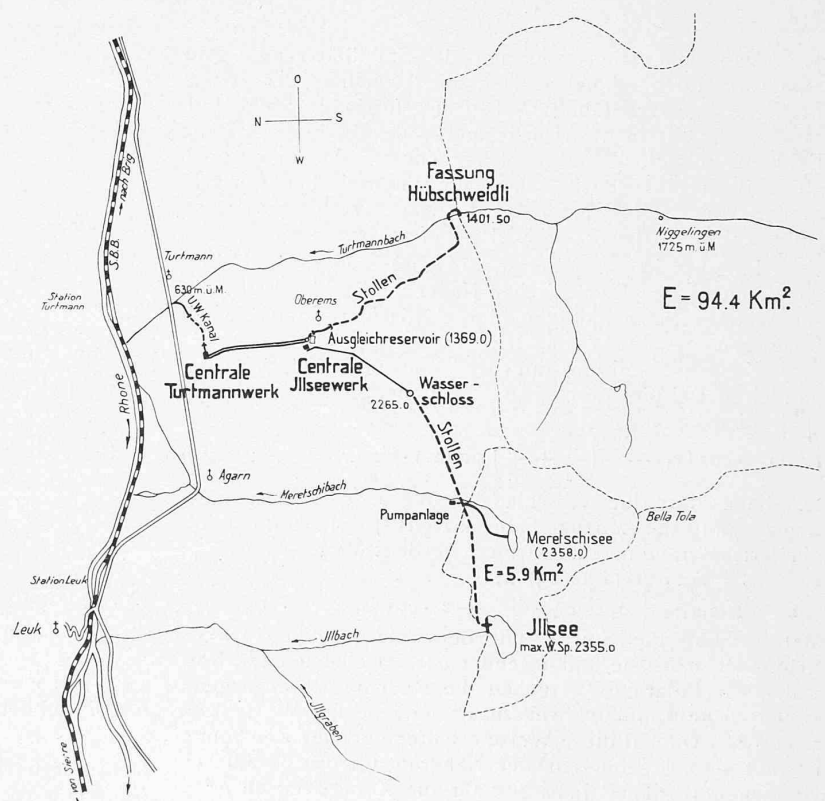 O
N
S
W
Fassung
Hübschweidli
1401.50
Niggelingen
1725 m. ü. M
E = 94.4 Km².
S.B.B.
→ nach Brig
Turtmann
630 m. ü. M.
Turtmannbach
Station
Turtmann
U.W. Kanal
Oberems
Stollen
Ausgleichreservoir (1369.0)
Centrale
Turtmannwerk
Centrale
Jllseewerk
Wasser-
schloss
2265.0
Stollen
Rhone
Agarn
Meretschibach
Pumpanlage
Meretschisee
(2358.0)
Bella Tola
E = 5.9 Km²
Station Leuk
Leuk
Jllbach
Jllsee
max. W. Sp. 2355.0
Jllgraben
von Sierre